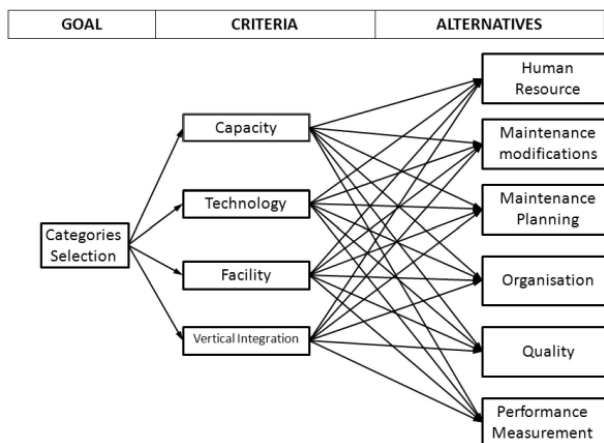 GOAL
CRITERIA
ALTERNATIVES
Categories
Selection
Capacity
Technology
Facility
Vertical Integration
Human
Resource
Maintenance
modifications
Maintenance
Planning
Organisation
Quality
Performance
Measurement